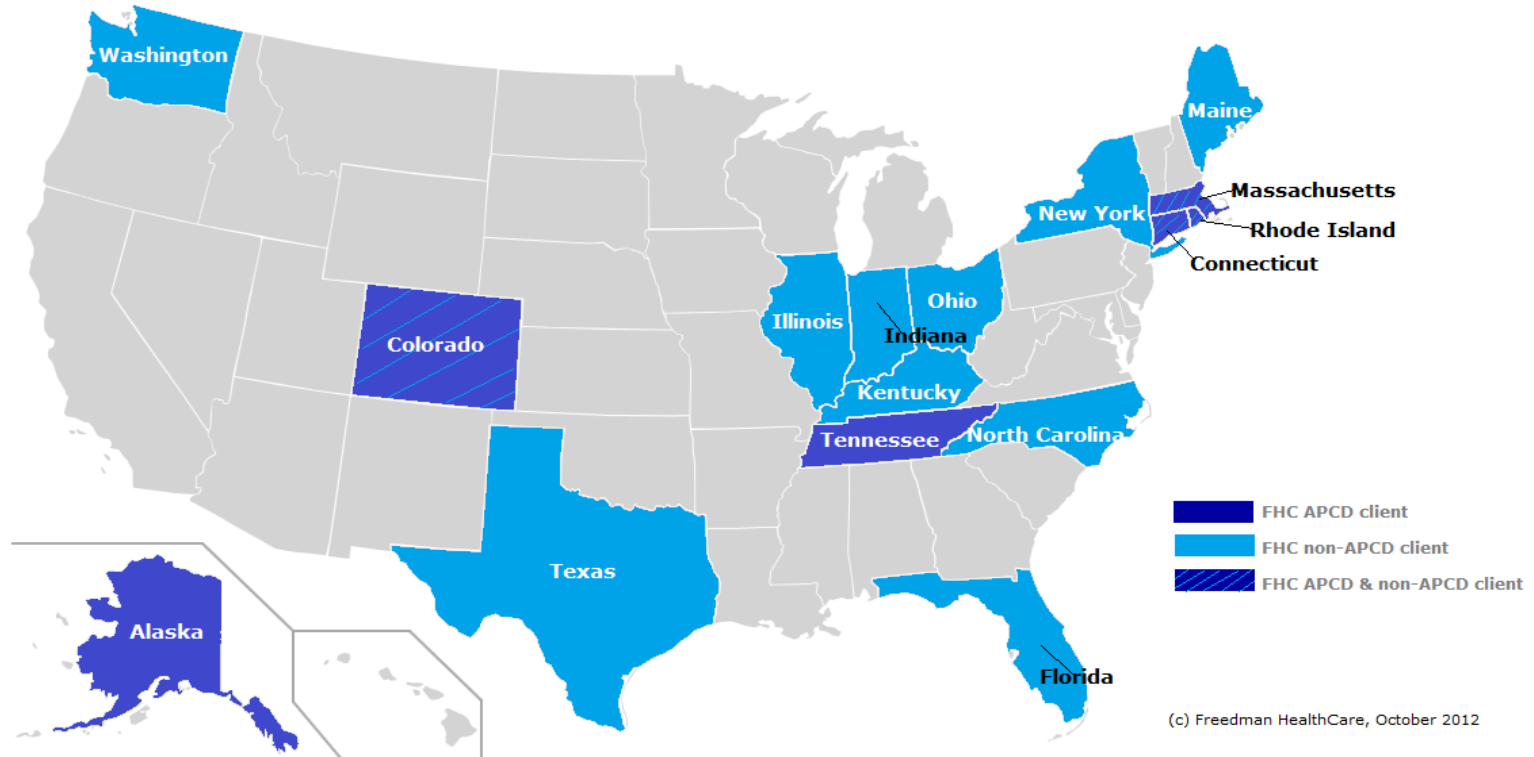 Washington
Maine
Massachusetts
New York
Rhode Island
Connecticut
Ohio
Illinois
Indiana
Colorado
Kentucky
North Carolina
Tennessee
FHC APCD client
FHC non-APCD client
Texas
FHC APCD & non-APCD client
Alaska
Florida
(c) Freedman HealthCare, October 2012